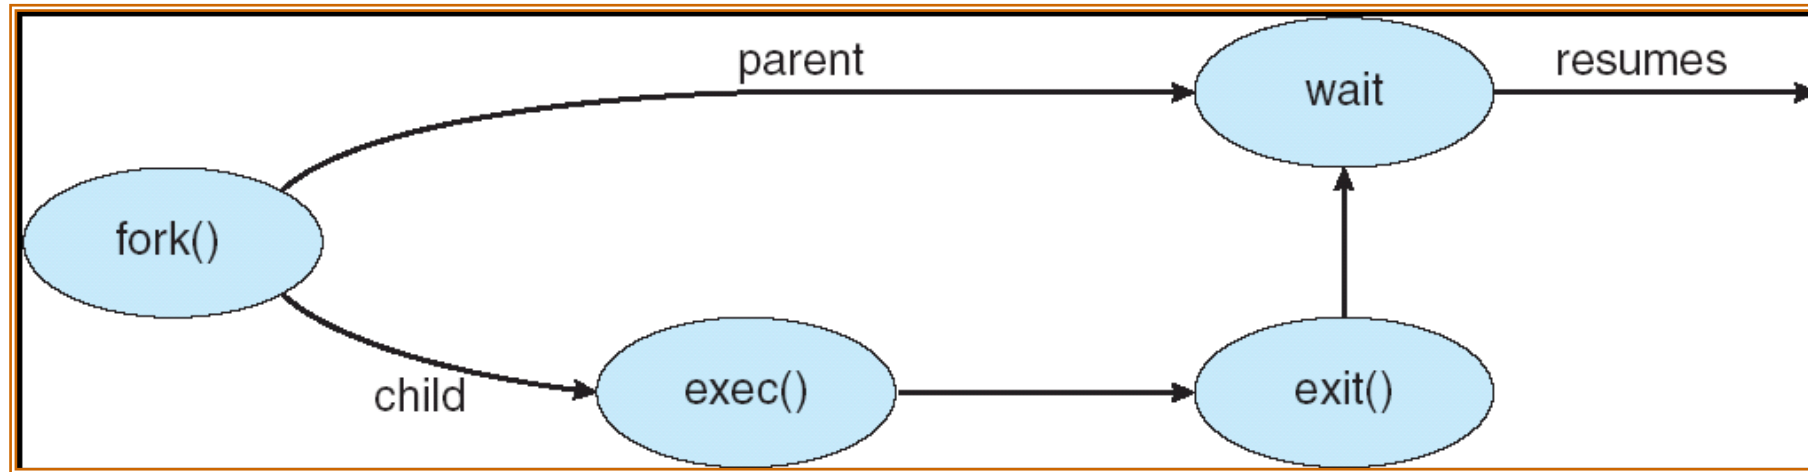 parent
resumes
wait
fork()
child
exec()
exit()